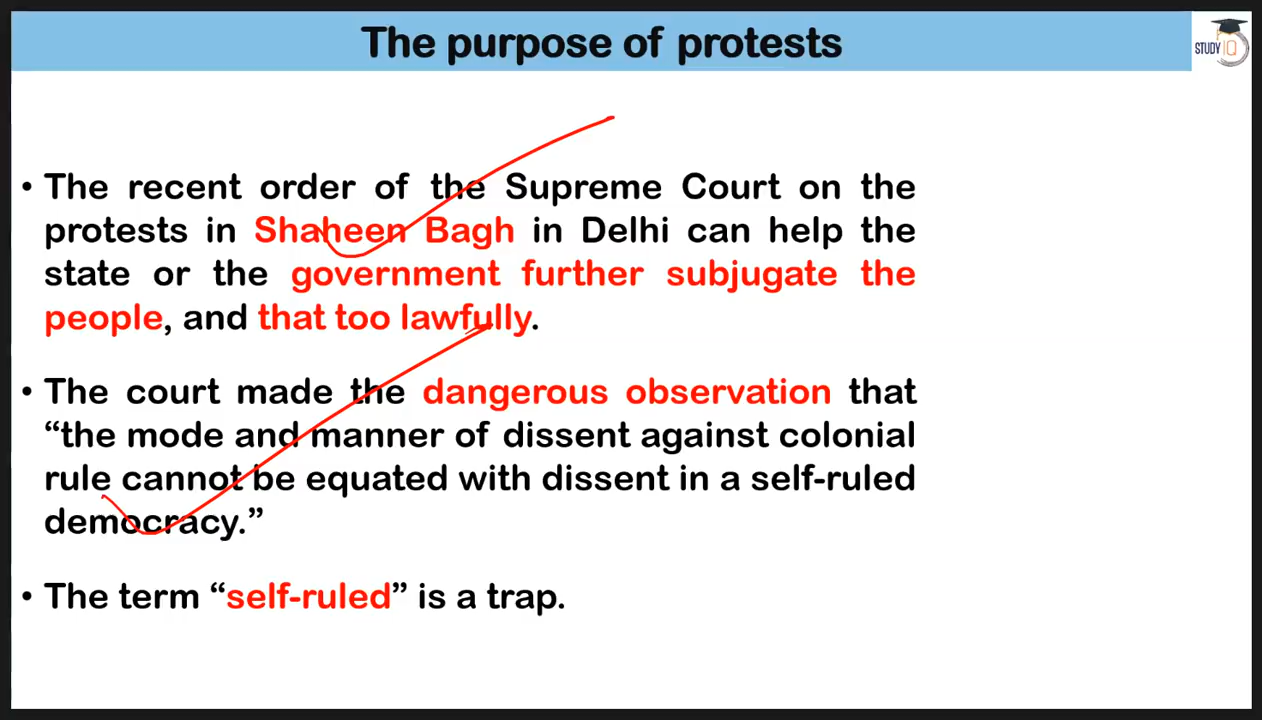 The purpose of protests
STUDY IQ
• The recent order of the Supreme Court on the
protests in Shaheen Bagh in Delhi can help the
state or the government further subjugate the
people, and that too lawfully.
• The court made the dangerous observation that
“the mode and manner of dissent against colonial
rule cannot be equated with dissent in a self-ruled
democracy.”
• The term “self-ruled” is a trap.